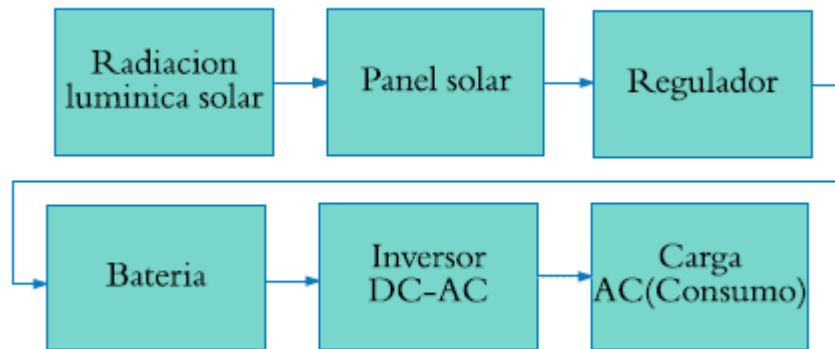 Radiacion
luminica solar
Panel solar
Regulador
Bateria
Inversor
DC-AC
Carga
AC(Consumo)